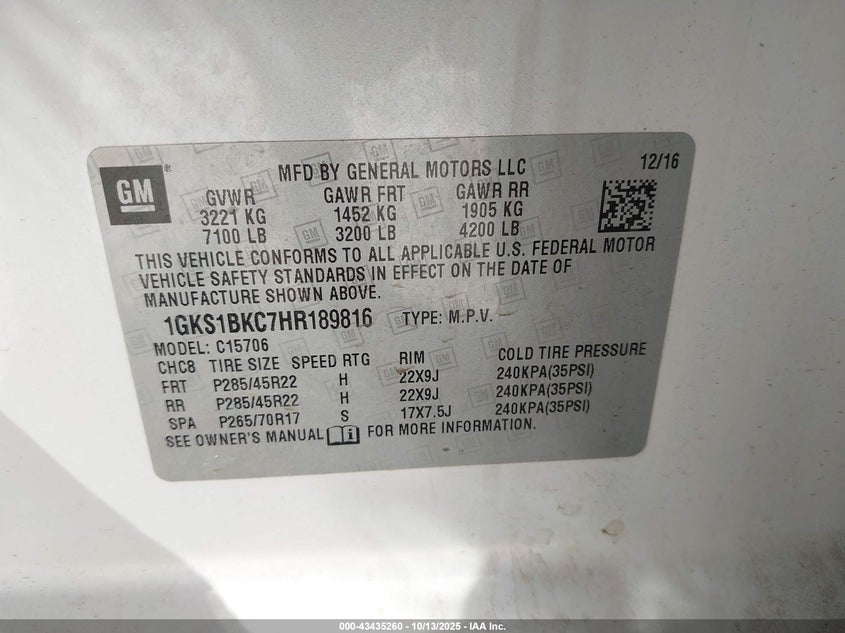 GM
MFD BY GENERAL MOTORS LLC 12/16
GVWR GAWR FRT GAWR RR
3221 KG 1452 KG 1905 KG
7100 LB 3200 LB 4200 LB
THIS VEHICLE CONFORMS TO ALL APPLICABLE U.S. FEDERAL MOTOR
VEHICLE SAFETY STANDARDS IN EFFECT ON THE DATE OF
MANUFACTURE SHOWN ABOVE.
1GKS1BKC7HR189816 TYPE: M.P.V.
MODEL: C15706
CHC8 TIRE SIZE SPEED RTG RIM COLD TIRE PRESSURE
FRT P285/45R22 H 22X9J 240KPA(35PSI)
RR P285/45R22 H 22X9J 240KPA(35PSI)
SPA P265/70R17 S 17X7.5J 240KPA(35PSI)
SEE OWNER'S MANUAL i FOR MORE INFORMATION.
000-43435260 - 10/13/2025 - IAA Inc.